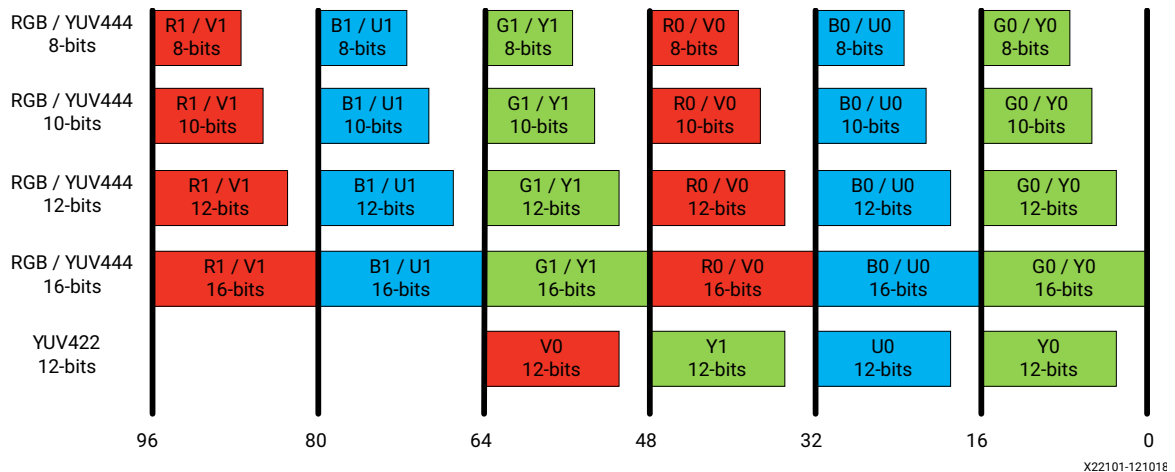 RGB / YUV444
8-bits
R1 / V1
8-bits
B1 / U1
8-bits
G1 / Y1
8-bits
R0 / V0
8-bits
B0 / U0
8-bits
G0 / Y0
8-bits
RGB / YUV444
10-bits
R1 / V1
10-bits
B1 / U1
10-bits
G1 / Y1
10-bits
R0 / V0
10-bits
B0 / U0
10-bits
G0 / Y0
10-bits
RGB / YUV444
12-bits
R1 / V1
12-bits
B1 / U1
12-bits
G1 / Y1
12-bits
R0 / V0
12-bits
B0 / U0
12-bits
G0 / Y0
12-bits
RGB / YUV444
16-bits
R1 / V1
16-bits
B1 / U1
16-bits
G1 / Y1
16-bits
R0 / V0
16-bits
B0 / U0
16-bits
G0 / Y0
16-bits
YUV422
12-bits
V0
12-bits
Y1
12-bits
U0
12-bits
Y0
12-bits
96
80
64
48
32
16
0
X22101-121018